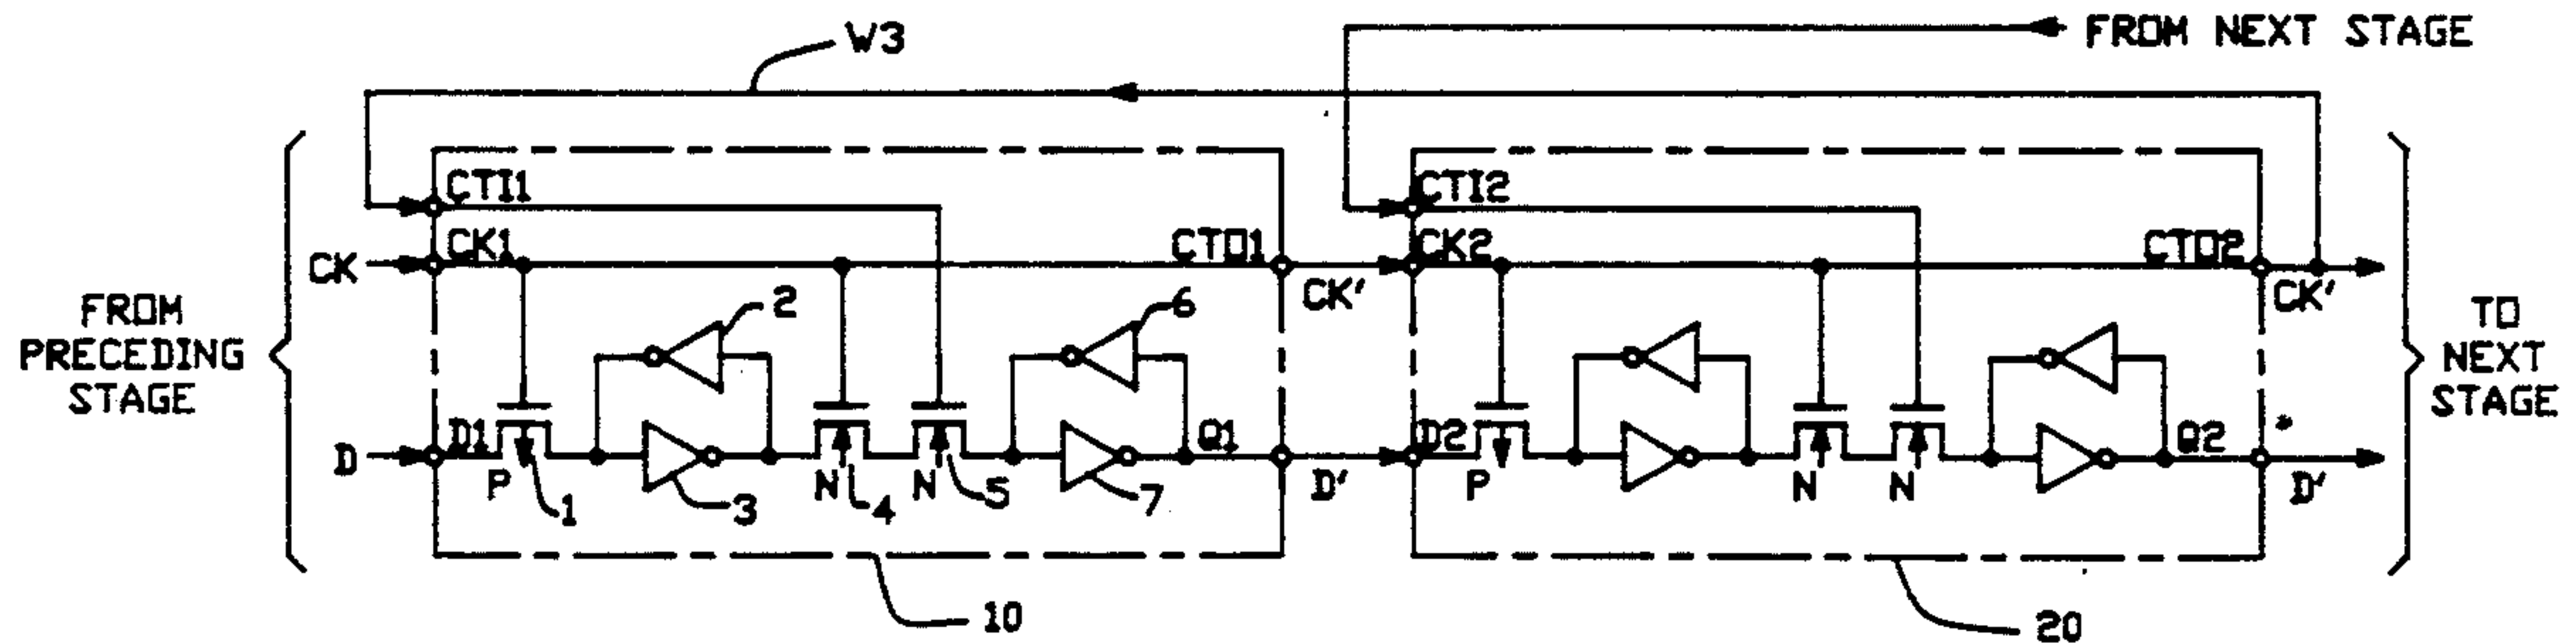 W3
FROM NEXT STAGE
CTI1
CTI2
CK
CK1
CTO1
CK'
CK2
CTO2
CK'
FROM
PRECEDING
STAGE
2
6
TO
NEXT
STAGE
D
D1
P
1
3
N
4
N
5
7
Q1
D'
D2
P
N
N
Q2
D'
10
20